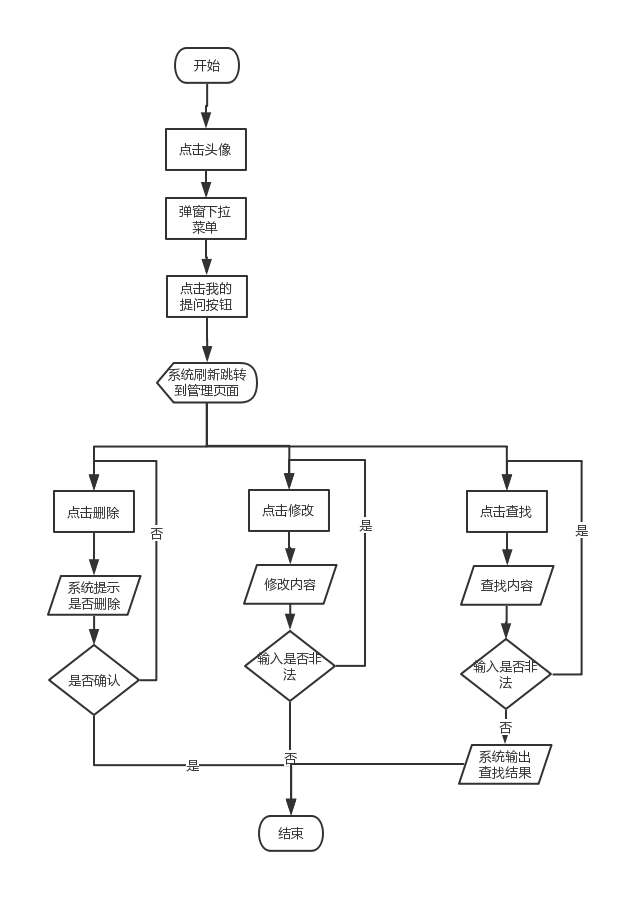 开始
点击头像
弹窗下拉
菜单
点击我的
提问按钮
系统刷新跳转
到管理页面
点击删除
点击修改
点击查找
否
是
是
系统提示
是否删除
修改内容
查找内容
是否确认
输入是否非
法
输入是否非
法
否
是
否
系统输出
查找结果
结束